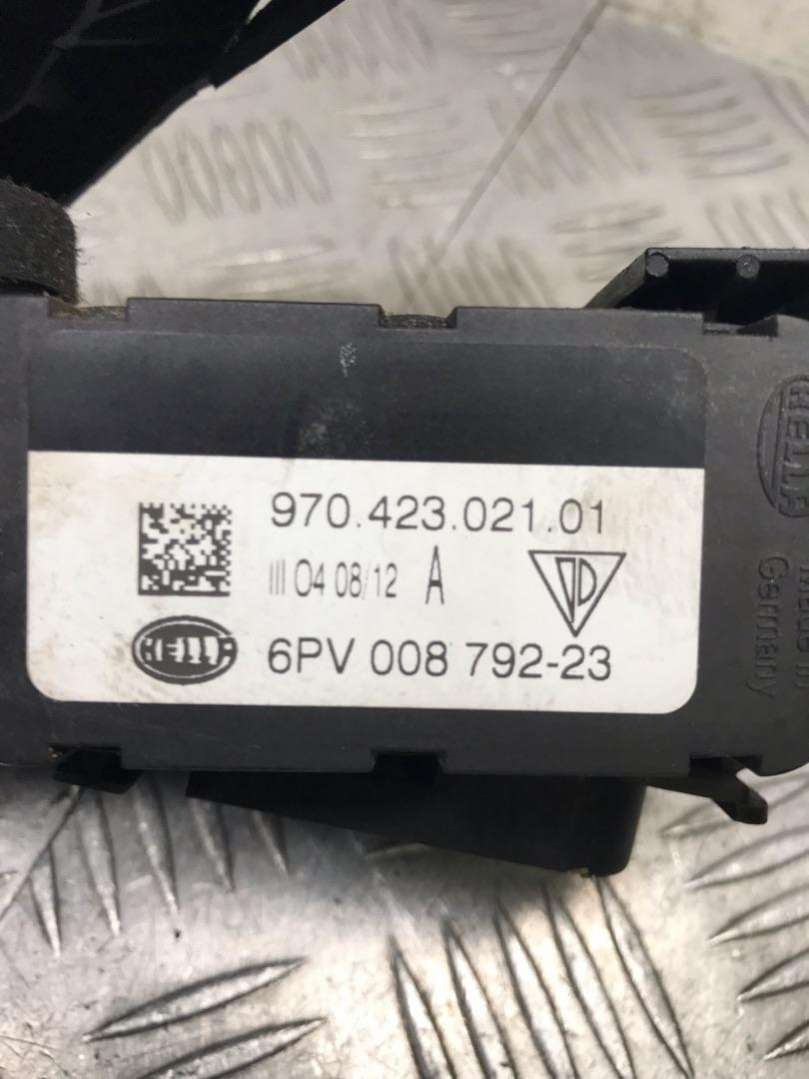 970.423.021.01
III 04 08/12 A
HELLA
6PV 008 792-23
HELLA
Made in
Germany